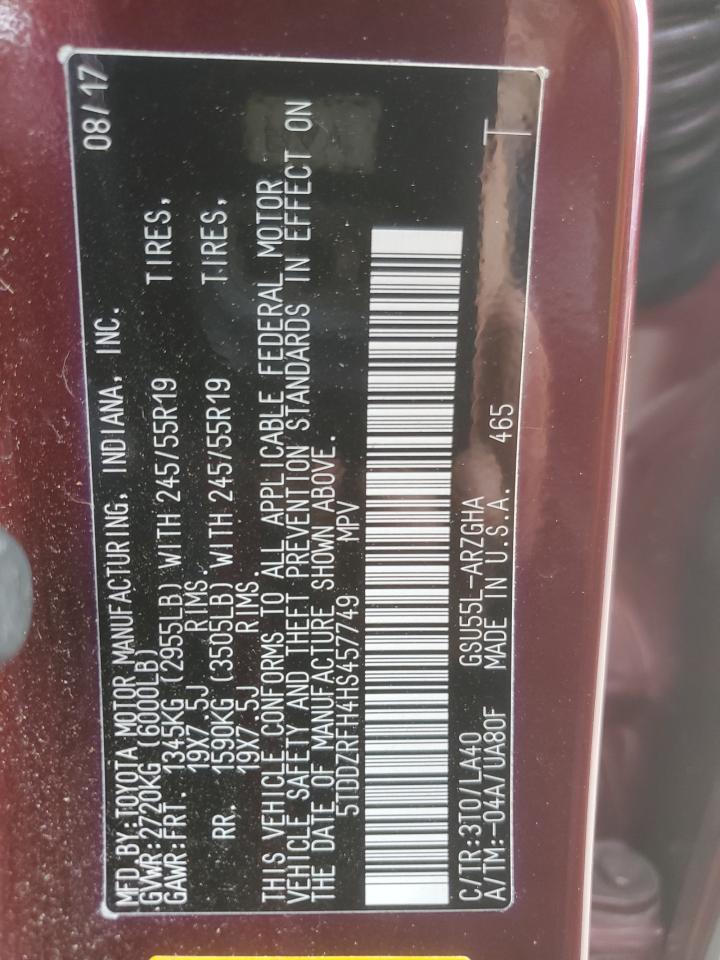 MFD BY:TOYOTA MOTOR MANUFACTURING, INDIANA, INC. 08/17
GVWR:2720KG (6000LB)
GAWR:FRT. 1345KG (2955LB) WITH 245/55R19 TIRES,
19X7.5J RIMS.
RR. 1590KG (3505LB) WITH 245/55R19 TIRES,
19X7.5J RIMS.
THIS VEHICLE CONFORMS TO ALL APPLICABLE FEDERAL MOTOR
VEHICLE SAFETY AND THEFT PREVENTION STANDARDS IN EFFECT ON
THE DATE OF MANUFACTURE SHOWN ABOVE.
5TDDZRFH4HS457749 MPV
C/TR:3T0/LA40 GSU55L-ARZGHA
A/TM:-04A/UA80F MADE IN U.S.A. 465 T